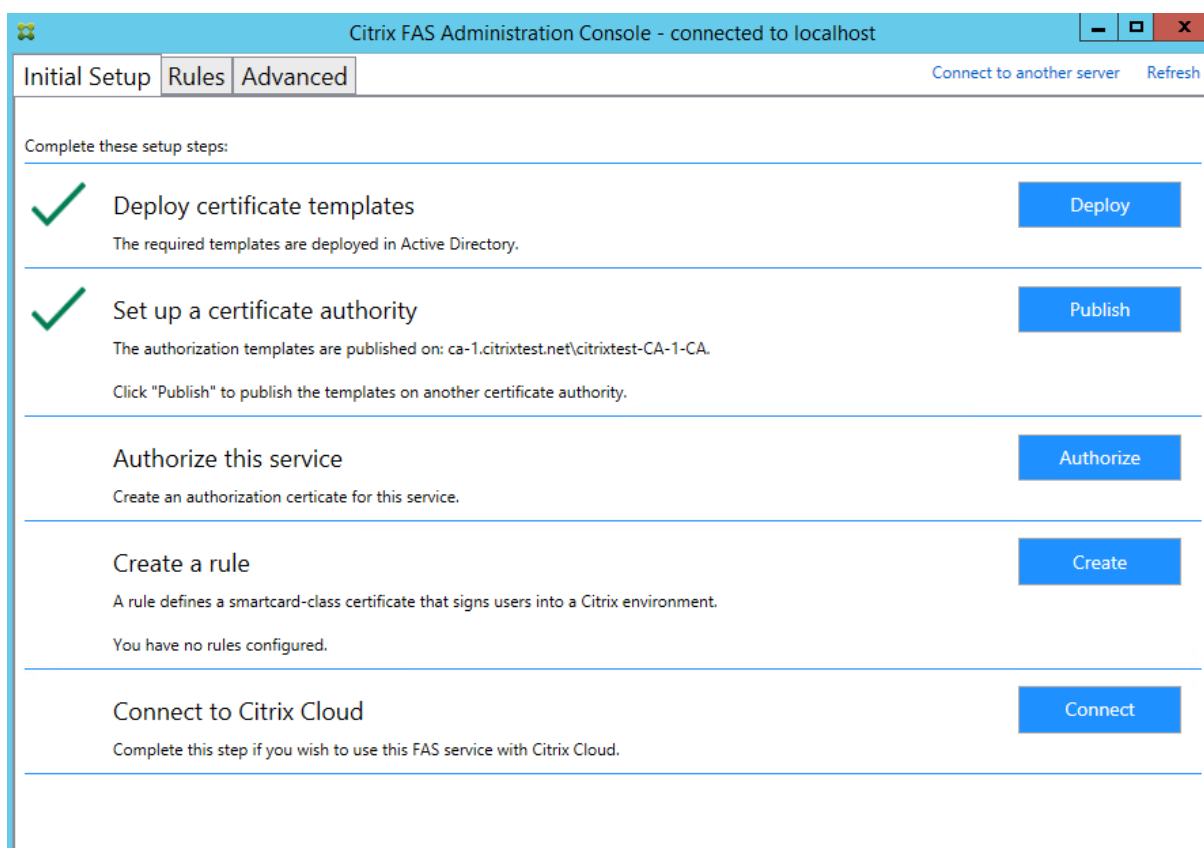 Citrix FAS Administration Console - connected to localhost
Initial Setup Rules Advanced Connect to another server Refresh
Complete these setup steps:
Deploy certificate templates Deploy
The required templates are deployed in Active Directory.
Set up a certificate authority Publish
The authorization templates are published on: ca-1.citrixtest.net\citrixtest-CA-1-CA.
Click "Publish" to publish the templates on another certificate authority.
Authorize this service Authorize
Create an authorization certicate for this service.
Create a rule Create
A rule defines a smartcard-class certificate that signs users into a Citrix environment.
You have no rules configured.
Connect to Citrix Cloud Connect
Complete this step if you wish to use this FAS service with Citrix Cloud.